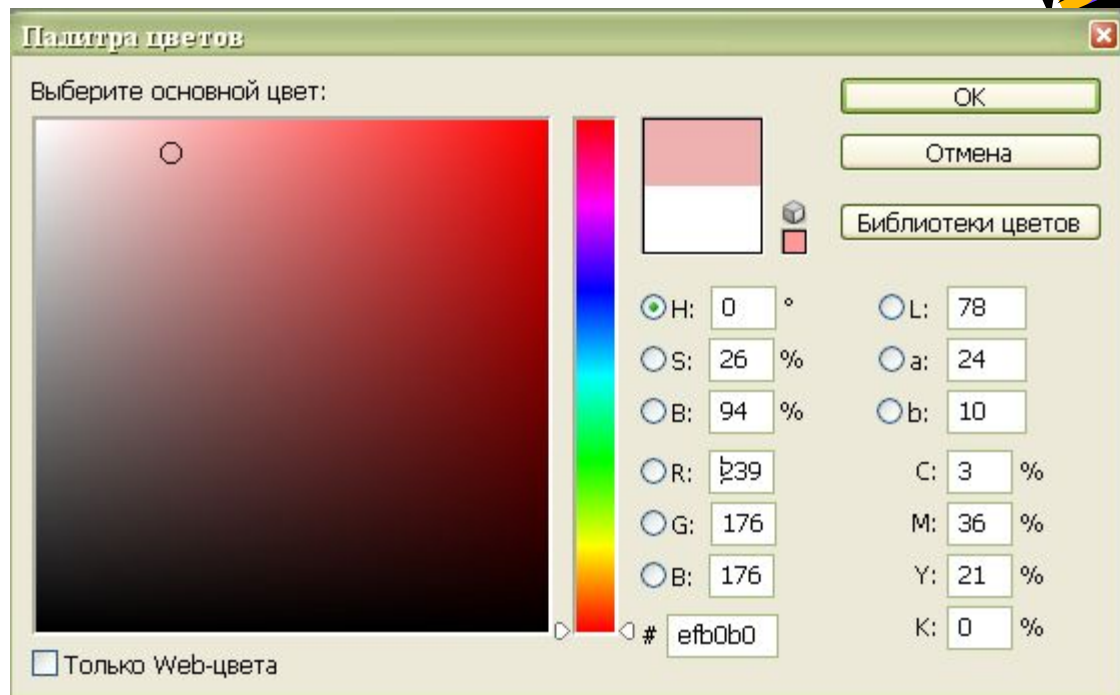 Палитра цветов
Выберите основной цвет:
OK
Отмена
Библиотеки цветов
H: 0 °
L: 78
S: 26 %
a: 24
B: 94 %
b: 10
R: 239
C: 3 %
G: 176
M: 36 %
B: 176
Y: 21 %
# efb0b0
K: 0 %
Только Web-цвета